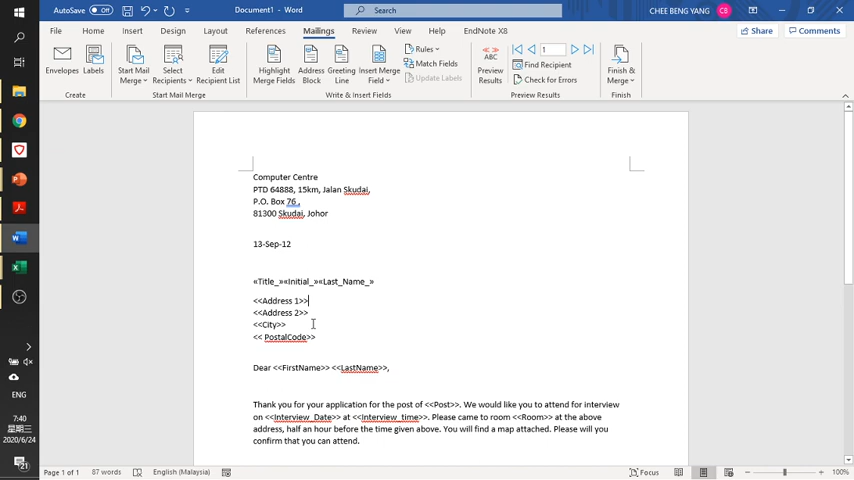 AutoSave Off
Document1 - Word
Search
CHEE BENG YANG
CB
File Home Insert Draw Design Layout References Mailings Review View Help EndNote X8
Share Comments
Envelopes Labels
Create
Start Mail Merge
Select Recipients
Edit Recipient List
Start Mail Merge
Highlight Merge Fields
Address Block
Greeting Line
Insert Merge Field
Rules
Match Fields
Update Labels
Write & Insert Fields
ABC
Preview Results
1
Find Recipient
Check for Errors
Preview Results
Finish & Merge
Finish
Computer Centre
PTD 64888, 15km, Jalan Skudai,
P.O. Box 76 ,
81300 Skudai, Johor
13-Sep-12
«Title_»«Initial_»«Last_Name_»
<<Address 1>>
<<Address 2>>
<<City>>
<< PostalCode>>
Dear <<FirstName>> <<LastName>>,
Thank you for your application for the post of <<Post>>. We would like you to attend for interview
on <<Interview_Date>> at <<Interview_time>>. Please came to room <<Room>> at the above
address, half an hour before the time given above. You will find a map attached. Please will you
confirm that you can attend.
ENG
7:40
星期三
2020/6/24
21
Page 1 of 1 87 words English (Malaysia) Focus 100%